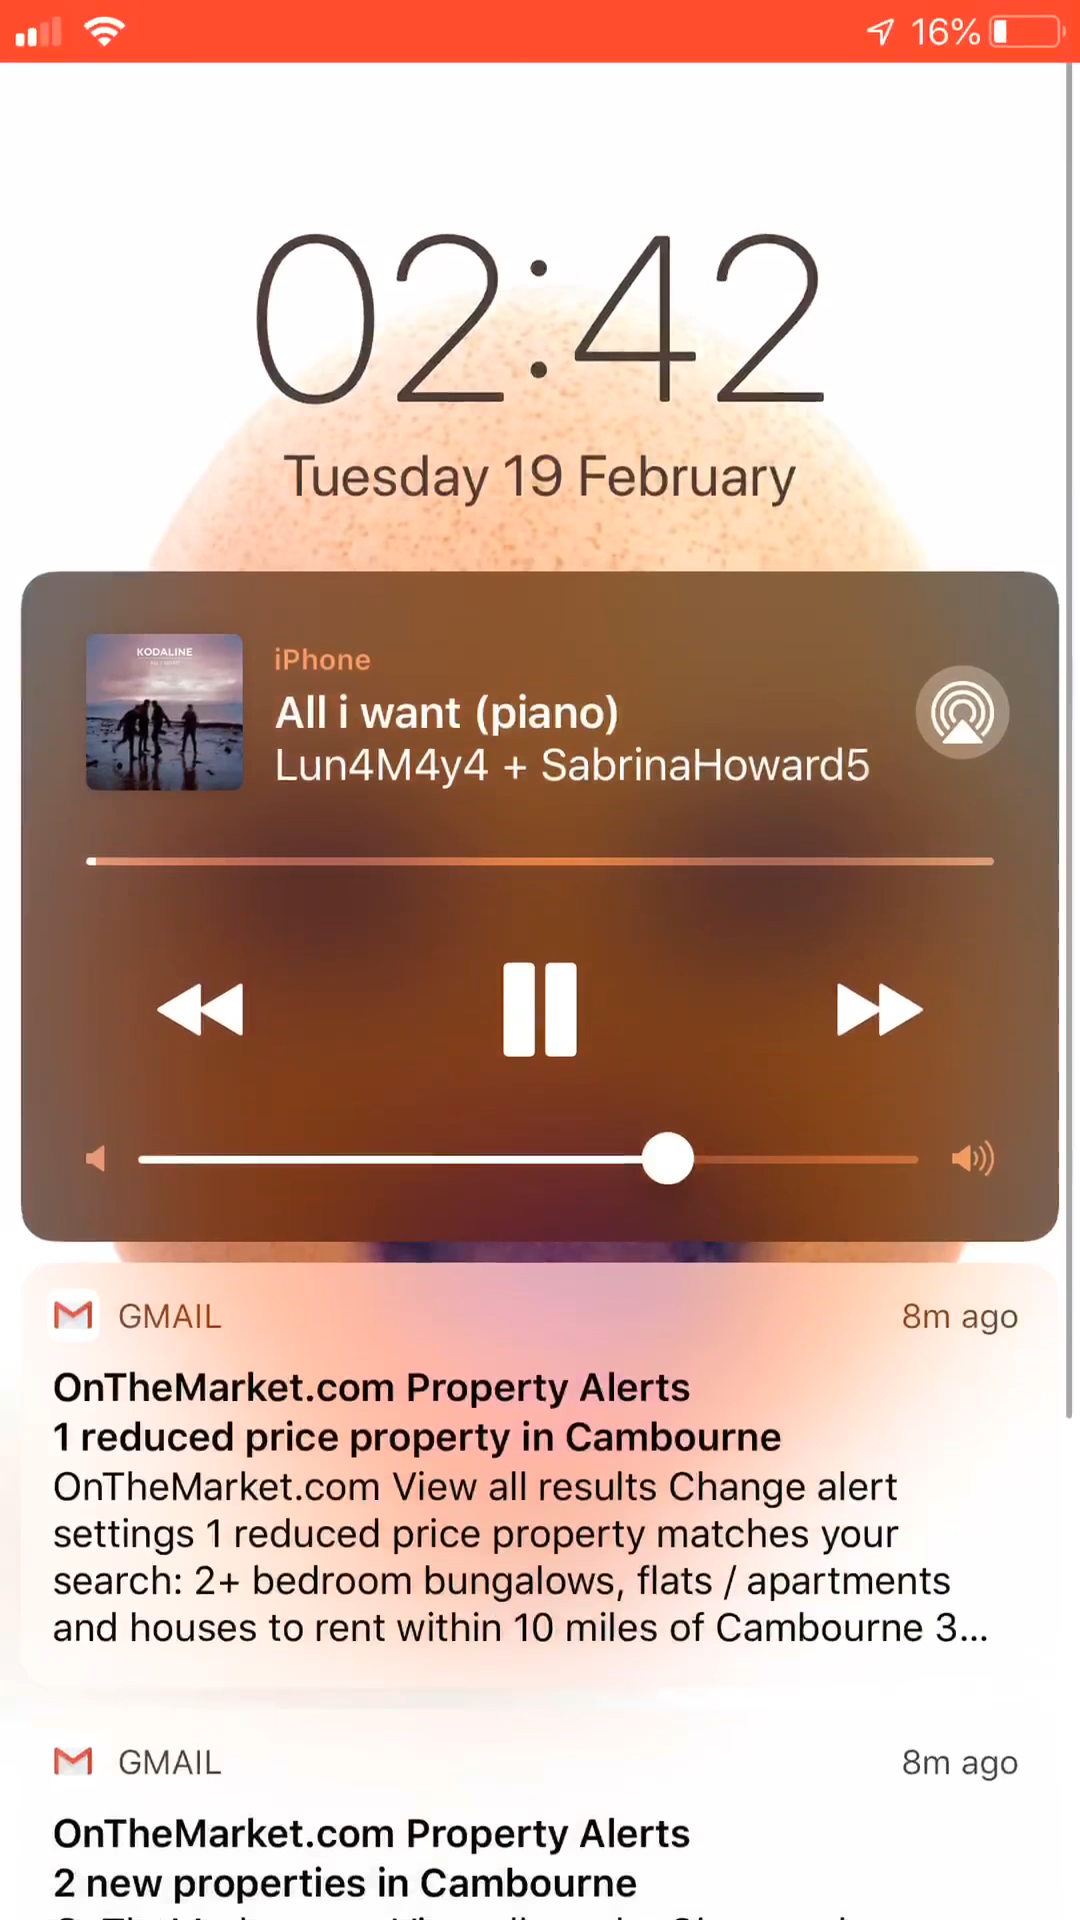 16%
02:42
Tuesday 19 February
KODALINE
iPhone
All i want (piano)
Lun4M4y4 + SabrinaHoward5
GMAIL
8m ago
OnTheMarket.com Property Alerts
1 reduced price property in Cambourne
OnTheMarket.com View all results Change alert
settings 1 reduced price property matches your
search: 2+ bedroom bungalows, flats / apartments
and houses to rent within 10 miles of Cambourne 3...
GMAIL
8m ago
OnTheMarket.com Property Alerts
2 new properties in Cambourne